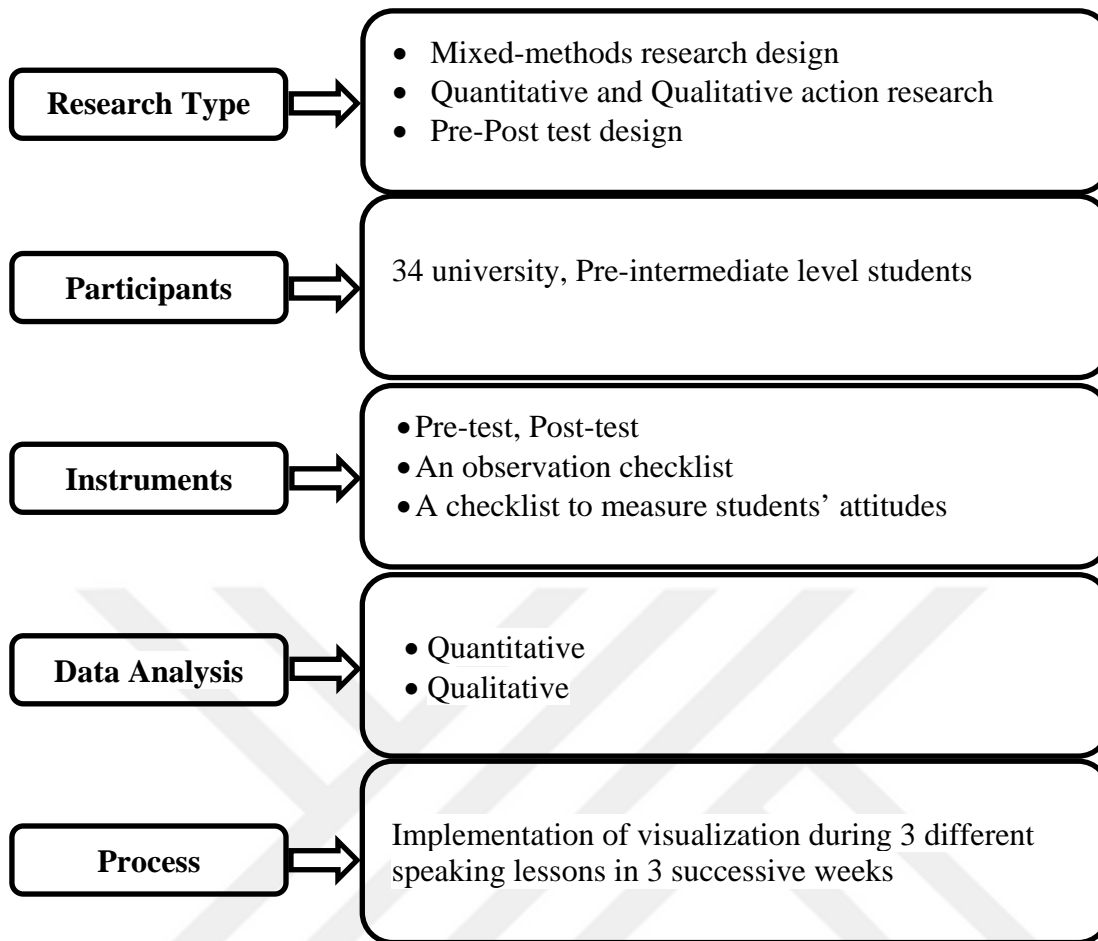 Research Type
• Mixed-methods research design
• Quantitative and Qualitative action research
• Pre-Post test design
Participants
34 university, Pre-intermediate level students
Instruments
• Pre-test, Post-test
• An observation checklist
• A checklist to measure students’ attitudes
Data Analysis
• Quantitative
• Qualitative
Process
Implementation of visualization during 3 different
speaking lessons in 3 successive weeks